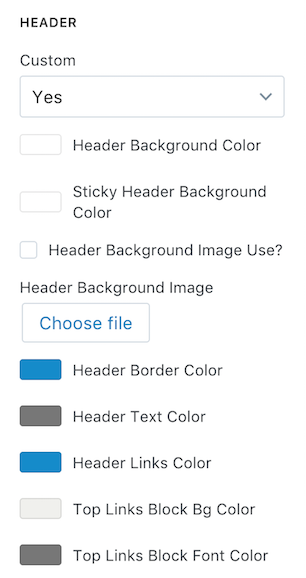 HEADER
Custom
Yes
Header Background Color
Sticky Header Background
Color
Header Background Image Use?
Header Background Image
Choose file
Header Border Color
Header Text Color
Header Links Color
Top Links Block Bg Color
Top Links Block Font Color